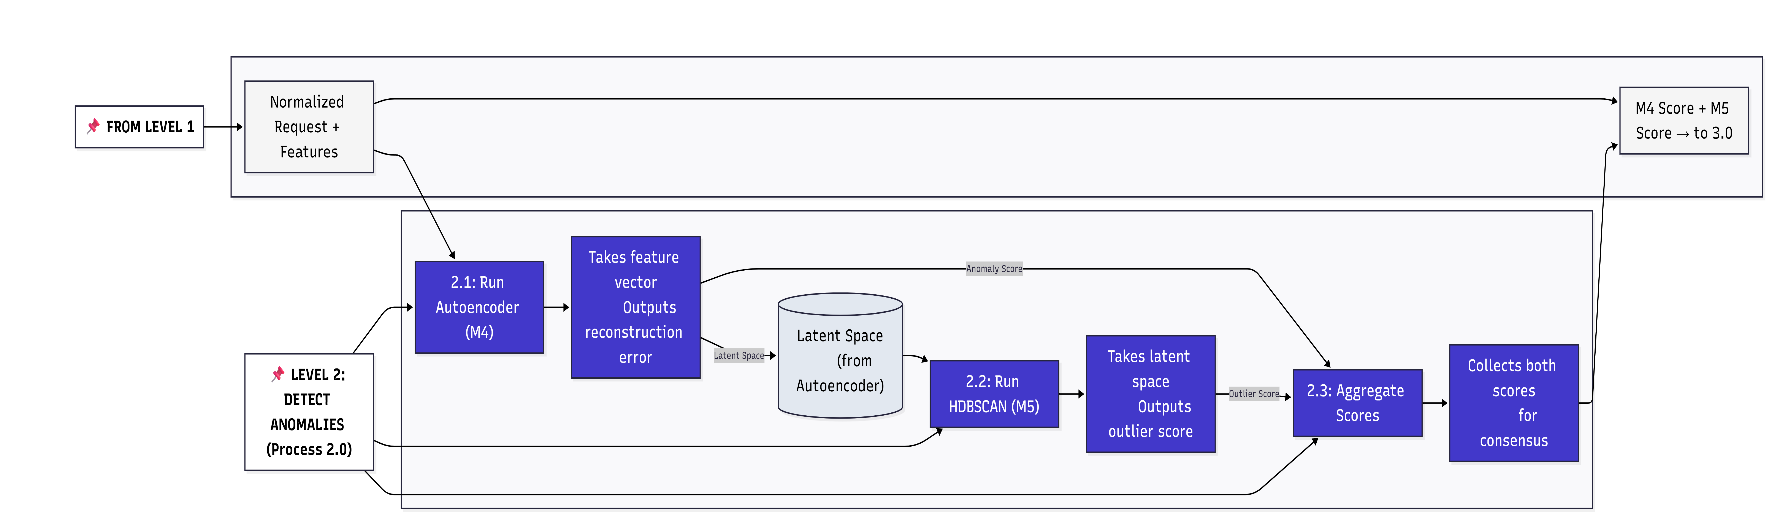 📌 FROM LEVEL 1
Normalized
Request +
Features
M4 Score + M5
Score → to 3.0
📌 LEVEL 2:
DETECT
ANOMALIES
(Process 2.0)
2.1: Run
Autoencoder
(M4)
Takes feature
vector
Outputs
reconstruction
error
Anomaly Score
Latent Space
Latent Space
(from
Autoencoder)
2.2: Run
HDBSCAN (M5)
Takes latent
space
Outputs
outlier score
Outlier Score
2.3: Aggregate
Scores
Collects both
scores
for
consensus